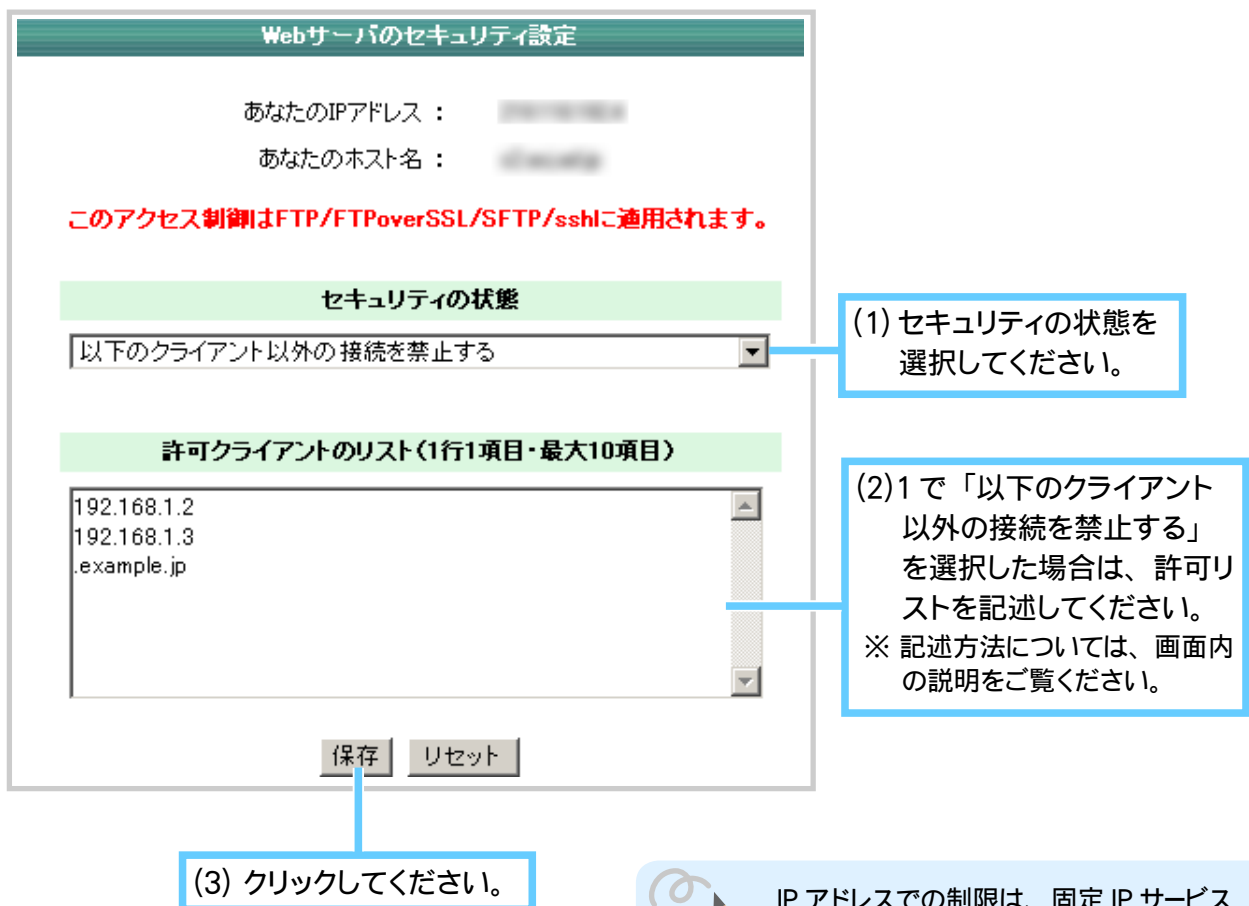 Webサーバのセキュリティ設定
あなたのIPアドレス :
あなたのホスト名 :
このアクセス制御はFTP/FTPoverSSL/SFTP/sshに適用されます。
セキュリティの状態
以下のクライアント以外の接続を禁止する
(1) セキュリティの状態を
選択してください。
許可クライアントのリスト(1行1項目・最大10項目)
192.168.1.2
192.168.1.3
.example.jp
(2)1 で「以下のクライアント
以外の接続を禁止する」
を選択した場合は、許可リ
ストを記述してください。
※ 記述方法については、画面内
の説明をご覧ください。
保存 リセット
(3) クリックしてください。
IP アドレスでの制限は、固定 IP サービス